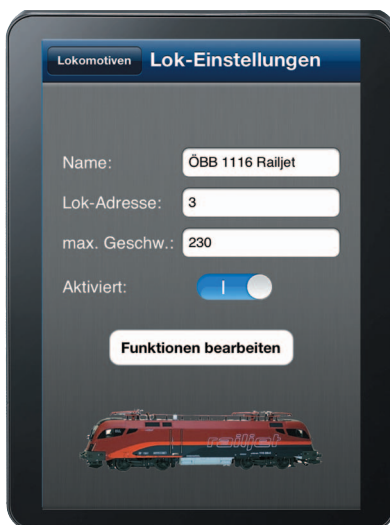 Lokomotiven Lok-Einstellungen
Name: ÖBB 1116 Railjet
Lok-Adresse: 3
max. Geschw.: 230
Aktiviert:
Funktionen bearbeiten
railjet